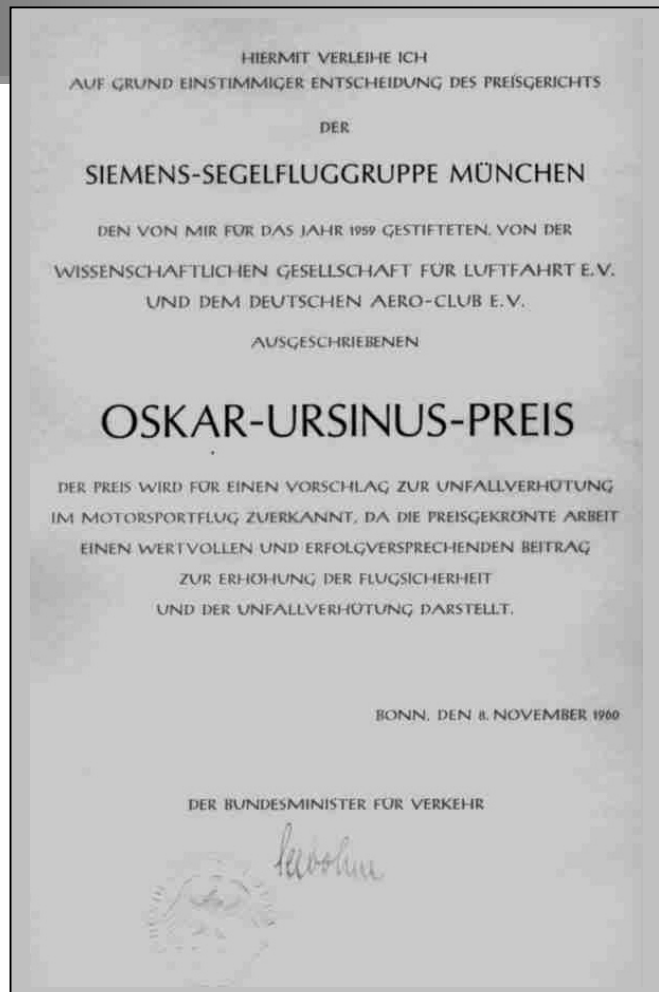 HIERMIT VERLEIHE ICH
AUF GRUND EINSTIMMIGER ENTSCHEIDUNG DES PREISGERICHTS
DER
SIEMENS-SEGELFLUGGRUPPE MÜNCHEN
DEN VON MIR FÜR DAS JAHR 1959 GESTIFTETEN, VON DER
WISSENSCHAFTLICHEN GESELLSCHAFT FÜR LUFTFAHRT E.V.
UND DEM DEUTSCHEN AERO-CLUB E.V.
AUSGESCHRIEBENEN
OSKAR-URSINUS-PREIS
DER PREIS WIRD FÜR EINEN VORSCHLAG ZUR UNFALLVERHÜTUNG
IM MOTORSPORTFLUG ZUERKANNT, DA DIE PREISGEKRÖNTE ARBEIT
EINEN WERTVOLLEN UND ERFOLGVERSPRECHENDEN BEITRAG
ZUR ERHÖHUNG DER FLUGSICHERHEIT
UND DER UNFALLVERHÜTUNG DARSTELLT.
BONN, DEN 8. NOVEMBER 1960
DER BUNDESMINISTER FÜR VERKEHR
Seebohm